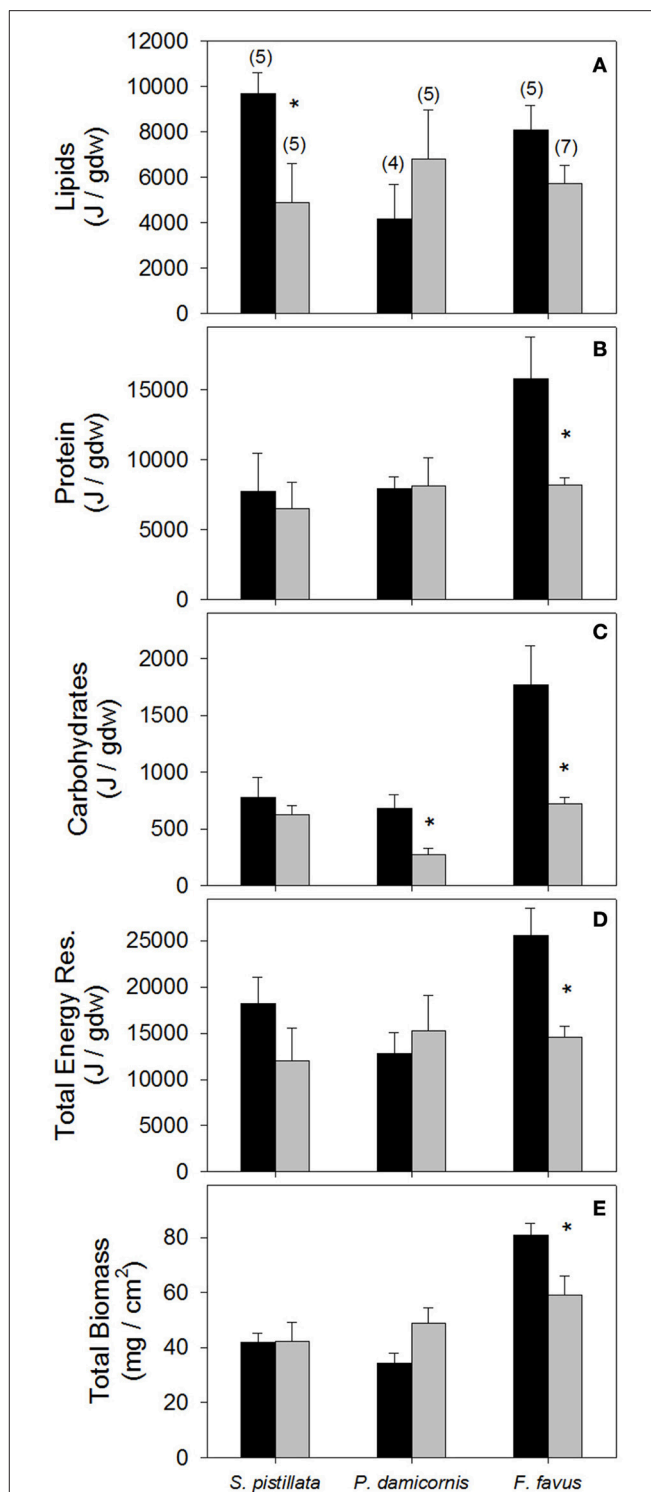 A
Lipids
(J / gdw)
12000
10000
8000
6000
4000
2000
0
(5)
*
(5)
(4)
(5)
(5)
(7)
B
Protein
(J / gdw)
15000
10000
5000
0
*
C
Carbohydrates
(J / gdw)
2000
1500
1000
500
0
*
*
D
Total Energy Res.
(J / gdw)
25000
20000
15000
10000
5000
0
*
E
Total Biomass
(mg / cm²)
80
60
40
20
0
*
S. pistillata P. damicornis F. favus